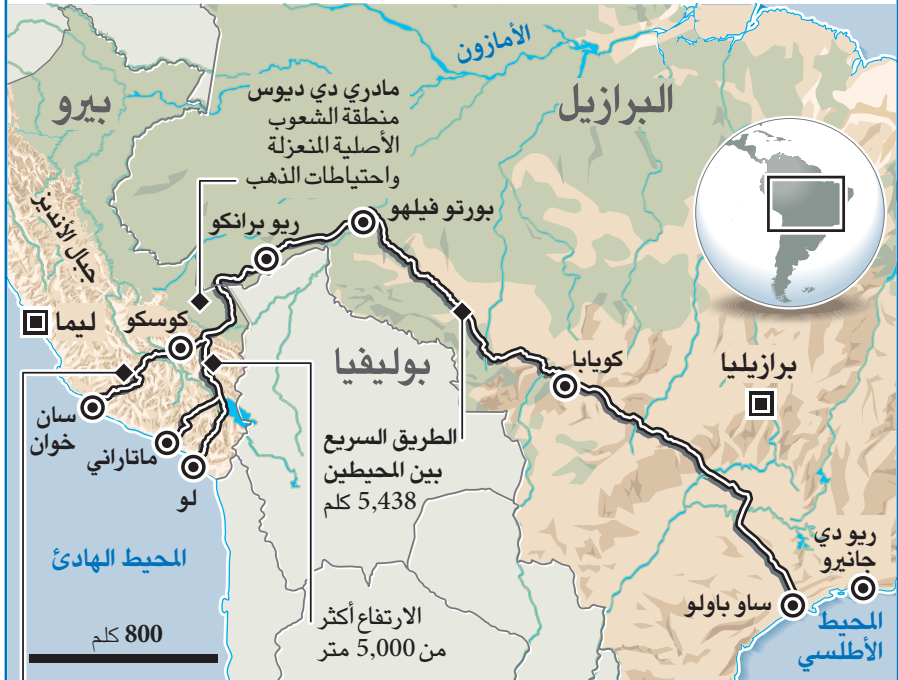 الأمازون
بيرو
البرازيل
مادري دي ديوس
منطقة الشعوب
الأصلية المنعزلة
واحتياطات الذهب
بورتو فيلهو
ريو برانكو
جبال الأنديز
ليما
كوسكو
بوليفيا
كويابا
برازيليا
سان
خوان
ماتاراني
لو
الطريق السريع
بين المحيطين
5,438 كلم
ريو دي
جانيرو
المحيط الهادئ
ساو باولو
المحيط
الأطلسي
الارتفاع أكثر
من 5,000 متر
800 كلم